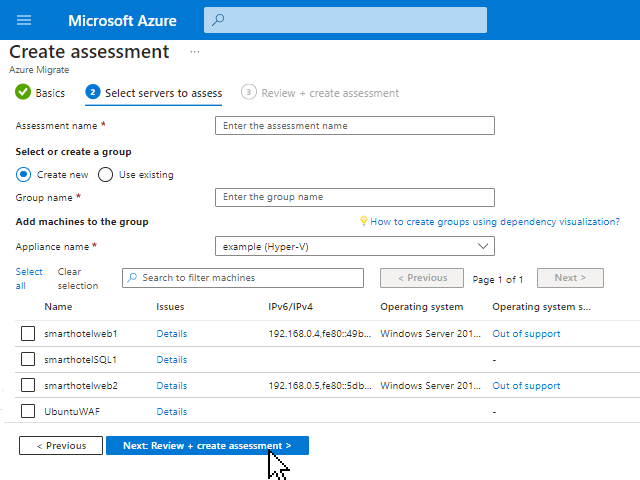 Microsoft Azure
Create assessment ...
Azure Migrate
Basics 2 Select servers to assess 3 Review + create assessment
Assessment name * Enter the assessment name
Select or create a group
Create new Use existing
Group name * Enter the group name
Add machines to the group How to create groups using dependency visualization?
Appliance name * example (Hyper-V)
Select all Clear selection Search to filter machines < Previous Page 1 of 1 Next >
Name Issues IPv6/IPv4 Operating system Operating system s...
smarthotelweb1 Details 192.168.0.4,fe80::49b... Windows Server 201... Out of support
smarthotelSQL1 Details -
smarthotelweb2 Details 192.168.0.5,fe80::5db... Windows Server 201... Out of support
UbuntuWAF Details -
< Previous Next: Review + create assessment >